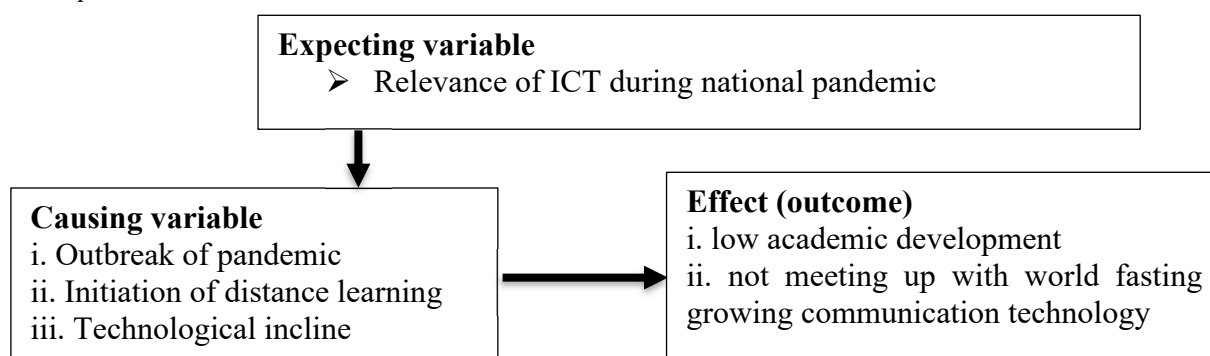 Expecting variable
➢ Relevance of ICT during national pandemic
Causing variable
i. Outbreak of pandemic
ii. Initiation of distance learning
iii. Technological incline
Effect (outcome)
i. low academic development
ii. not meeting up with world fasting
growing communication technology